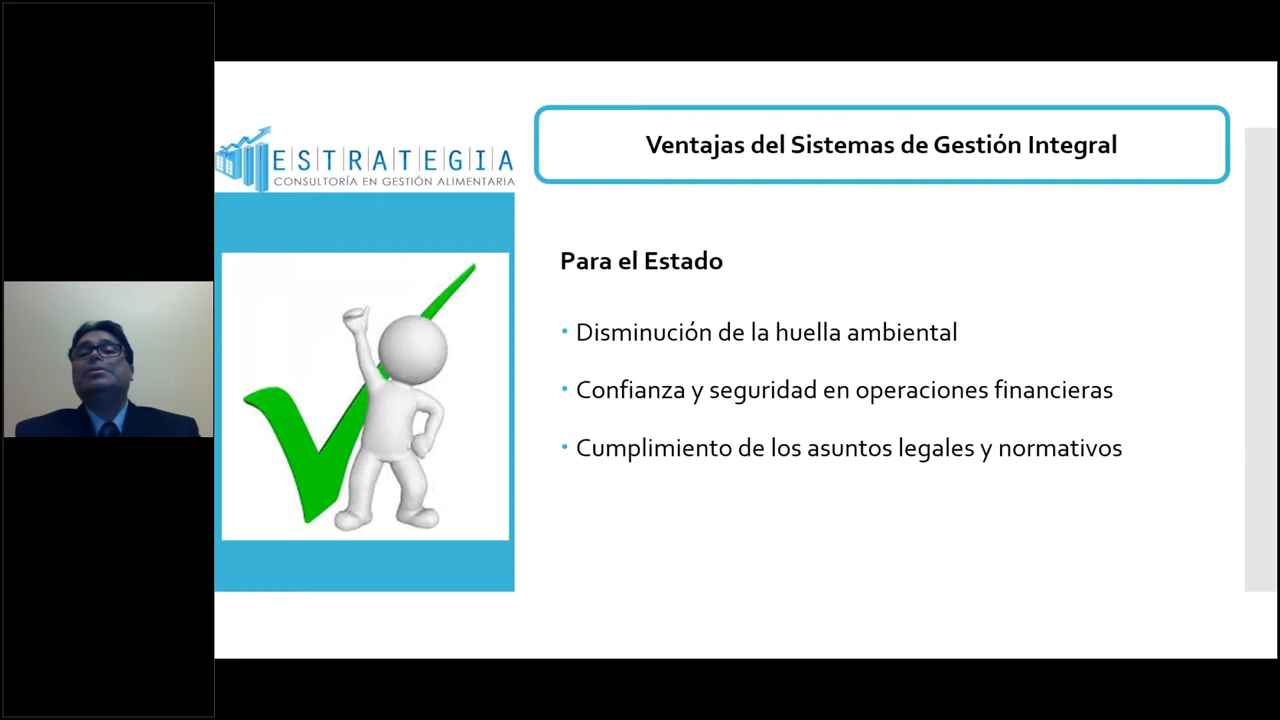 ESTRATEGIA
CONSULTORÍA EN GESTIÓN ALIMENTARIA
Ventajas del Sistemas de Gestión Integral
Para el Estado
• Disminución de la huella ambiental
• Confianza y seguridad en operaciones financieras
• Cumplimiento de los asuntos legales y normativos